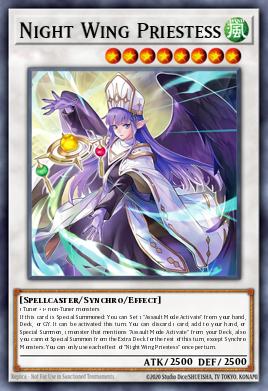 NIGHT WING PRIESTESS
風
[SPELLCASTER/SYNCHRO/EFFECT]
1 Tuner + 1+ non-Tuner monsters
If this card is Special Summoned: You can Set 1 "Assault Mode Activate" from your hand,
Deck, or GY. It can be activated this turn. You can discard 1 card; add to your hand, or
Special Summon, 1 monster that mentions "Assault Mode Activate" from your Deck, also
you cannot Special Summon from the Extra Deck for the rest of this turn, except Synchro
Monsters. You can only use each effect of "Night Wing Priestess" once per turn.
ATK/2500 DEF/2500
Replica - Not For Use in Sanctioned Tournaments
©2020 Studio Dice/SHUEISHA, TV TOKYO, KONAMI